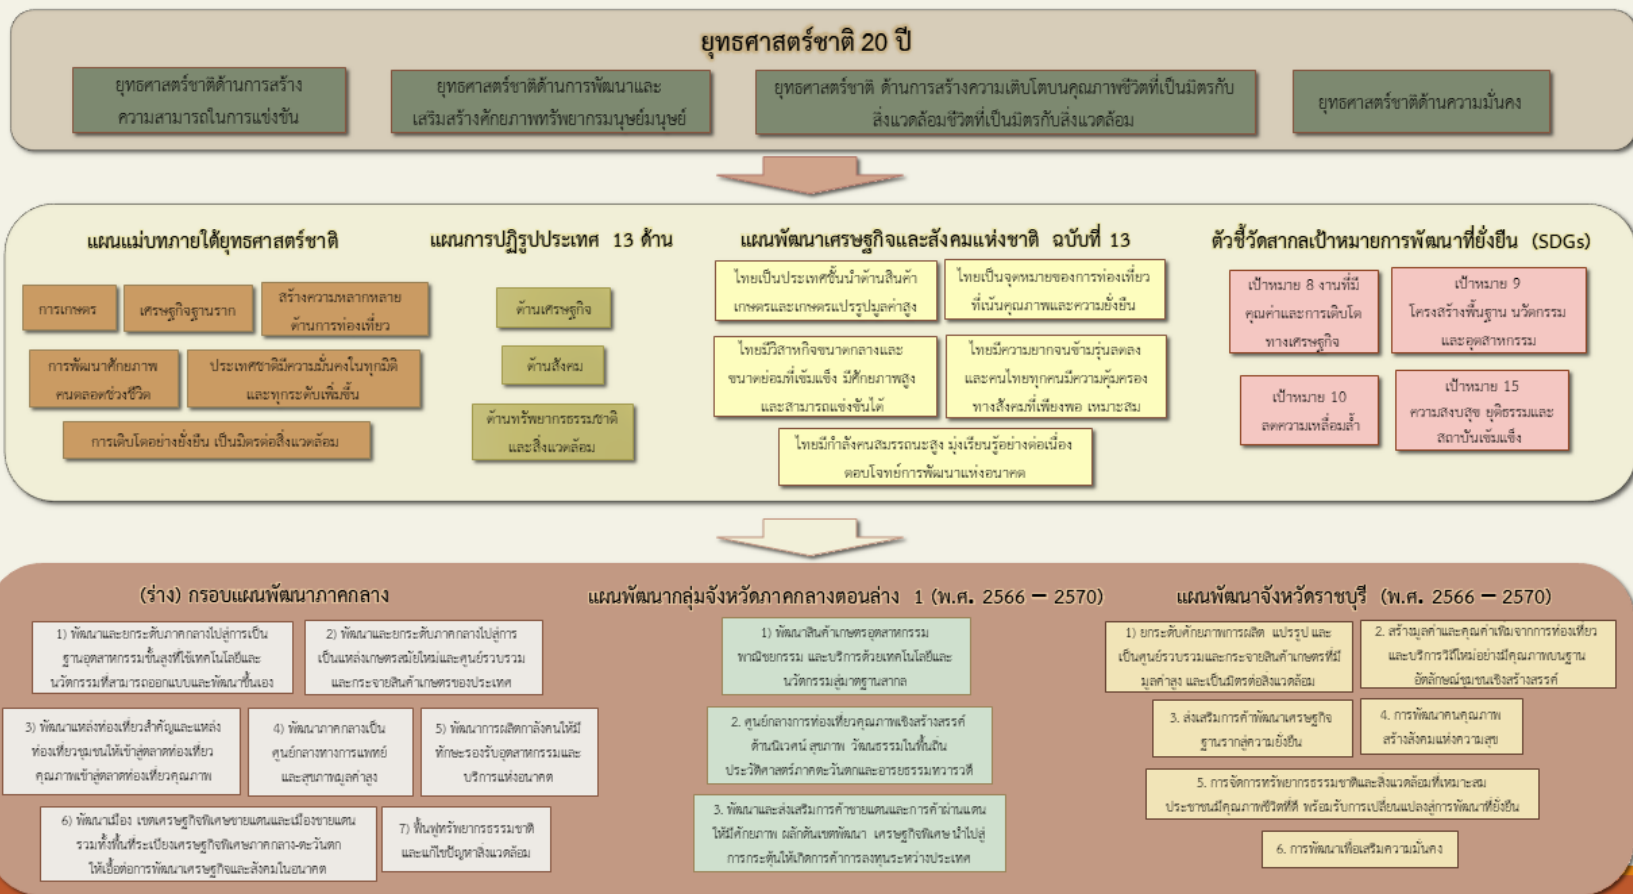 ยุทธศาสตร์ชาติ 20 ปี
ยุทธศาสตร์ชาติด้านการสร้าง
ความสามารถในการแข่งขัน
ยุทธศาสตร์ชาติด้านการพัฒนาและ
เสริมสร้างศักยภาพทรัพยากรมนุษย์มนุษย์
ยุทธศาสตร์ชาติ ด้านการสร้างความเติบโตบนคุณภาพชีวิตที่เป็นมิตรกับ
สิ่งแวดล้อมชีวิตที่เป็นมิตรกับสิ่งแวดล้อม
ยุทธศาสตร์ชาติด้านความมั่นคง
แผนแม่บทภายใต้ยุทธศาสตร์ชาติ
การเกษตร
เศรษฐกิจฐานราก
สร้างความหลากหลาย
ด้านการท่องเที่ยว
การพัฒนาศักยภาพ
คนตลอดช่วงชีวิต
ประเทศชาติมีความมั่นคงในทุกมิติ
และทุกระดับเพิ่มขึ้น
การเติบโตอย่างยั่งยืน เป็นมิตรต่อสิ่งแวดล้อม
แผนการปฏิรูปประเทศ 13 ด้าน
ด้านเศรษฐกิจ
ด้านสังคม
ด้านทรัพยากรธรรมชาติ
และสิ่งแวดล้อม
แผนพัฒนาเศรษฐกิจและสังคมแห่งชาติ ฉบับที่ 13
ไทยเป็นประเทศชั้นนำด้านสินค้า
เกษตรและเกษตรแปรรูปมูลค่าสูง
ไทยเป็นจุดหมายของการท่องเที่ยว
ที่เน้นคุณภาพและความยั่งยืน
ไทยมีวิสาหกิจขนาดกลางและ
ขนาดย่อมที่เข้มแข็ง มีศักยภาพสูง
และสามารถแข่งขันได้
ไทยมีความยากจนข้ามรุ่นลดลง
และคนไทยทุกคนมีความคุ้มครอง
ทางสังคมที่เพียงพอ เหมาะสม
ไทยมีกำลังคนสมรรถนะสูง มุ่งเรียนรู้อย่างต่อเนื่อง
ตอบโจทย์การพัฒนาแห่งอนาคต
ตัวชี้วัดสากลเป้าหมายการพัฒนาที่ยั่งยืน (SDGs)
เป้าหมาย 8 งานที่มี
คุณค่าและการเติบโต
ทางเศรษฐกิจ
เป้าหมาย 9
โครงสร้างพื้นฐาน นวัตกรรม
และอุตสาหกรรม
เป้าหมาย 10
ลดความเหลื่อมล้ำ
เป้าหมาย 15
ความสงบสุข ยุติธรรมและ
สถาบันเข้มแข็ง
(ร่าง) กรอบแผนพัฒนาภาคกลาง
1) พัฒนาและยกระดับภาคกลางไปสู่การเป็น
ฐานอุตสาหกรรมขั้นสูงที่ใช้เทคโนโลยีและ
นวัตกรรมที่สามารถออกแบบและพัฒนาขึ้นเอง
2) พัฒนาและยกระดับภาคกลางไปสู่การ
เป็นแหล่งเกษตรสมัยใหม่และศูนย์รวบรวม
และกระจายสินค้าเกษตรของประเทศ
3) พัฒนาแหล่งท่องเที่ยวสำคัญและแหล่ง
ท่องเที่ยวชุมชนให้เข้าสู่ตลาดท่องเที่ยว
คุณภาพเข้าสู่ตลาดท่องเที่ยวคุณภาพ
4) พัฒนาภาคกลางเป็น
ศูนย์กลางทางการแพทย์
และสุขภาพมูลค่าสูง
5) พัฒนาการผลิตกาลังคนให้มี
ทักษะรองรับอุตสาหกรรมและ
บริการแห่งอนาคต
6) พัฒนาเมือง เขตเศรษฐกิจพิเศษชายแดนและเมืองชายแดน
รวมทั้งพื้นที่ระเบียงเศรษฐกิจพิเศษภาคกลาง-ตะวันตก
ให้เอื้อต่อการพัฒนาเศรษฐกิจและสังคมในอนาคต
7) ฟื้นฟูทรัพยากรธรรมชาติ
และแก้ไขปัญหาสิ่งแวดล้อม
แผนพัฒนากลุ่มจังหวัดภาคกลางตอนล่าง 1 (พ.ศ. 2566 – 2570)
1) พัฒนาสินค้าเกษตรอุตสาหกรรม
พาณิชยกรรม และบริการด้วยเทคโนโลยีและ
นวัตกรรมสู่มาตฐานสากล
2. ศูนย์กลางการท่องเที่ยวคุณภาพเชิงสร้างสรรค์
ด้านนิเวศน์ สุขภาพ วัฒนธรรมในพื้นถิ่น
ประวัติศาสตร์ภาคตะวันตกและอารยธรรมทวารวดี
3. พัฒนาและส่งเสริมการค้าชายแดนและการค้าผ่านแดน
ให้มีศักยภาพ ผลักดันเขตพัฒนา เศรษฐกิจพิเศษ นำไปสู่
การกระตุ้นให้เกิดการค้าการลงทุนระหว่างประเทศ
แผนพัฒนาจังหวัดราชบุรี (พ.ศ. 2566 – 2570)
1) ยกระดับศักยภาพการผลิต แปรรูป และ
เป็นศูนย์รวบรวมและกระจายสินค้าเกษตรที่มี
มูลค่าสูง และเป็นมิตรต่อสิ่งแวดล้อม
2. สร้างมูลค่าและคุณค่าเพิ่มจากการท่องเที่ยว
และบริการวิถีใหม่อย่างมีคุณภาพบนฐาน
อัตลักษณ์ชุมชนเชิงสร้างสรรค์
3. ส่งเสริมการค้าพัฒนาเศรษฐกิจ
ฐานรากสู่ความยั่งยืน
4. การพัฒนาคนคุณภาพ
สร้างสังคมแห่งความสุข
5. การจัดการทรัพยากรธรรมชาติและสิ่งแวดล้อมที่เหมาะสม
ประชาชนมีคุณภาพชีวิตที่ดี พร้อมรับการเปลี่ยนแปลงสู่การพัฒนาที่ยั่งยืน
6. การพัฒนาเพื่อเสริมความมั่นคง